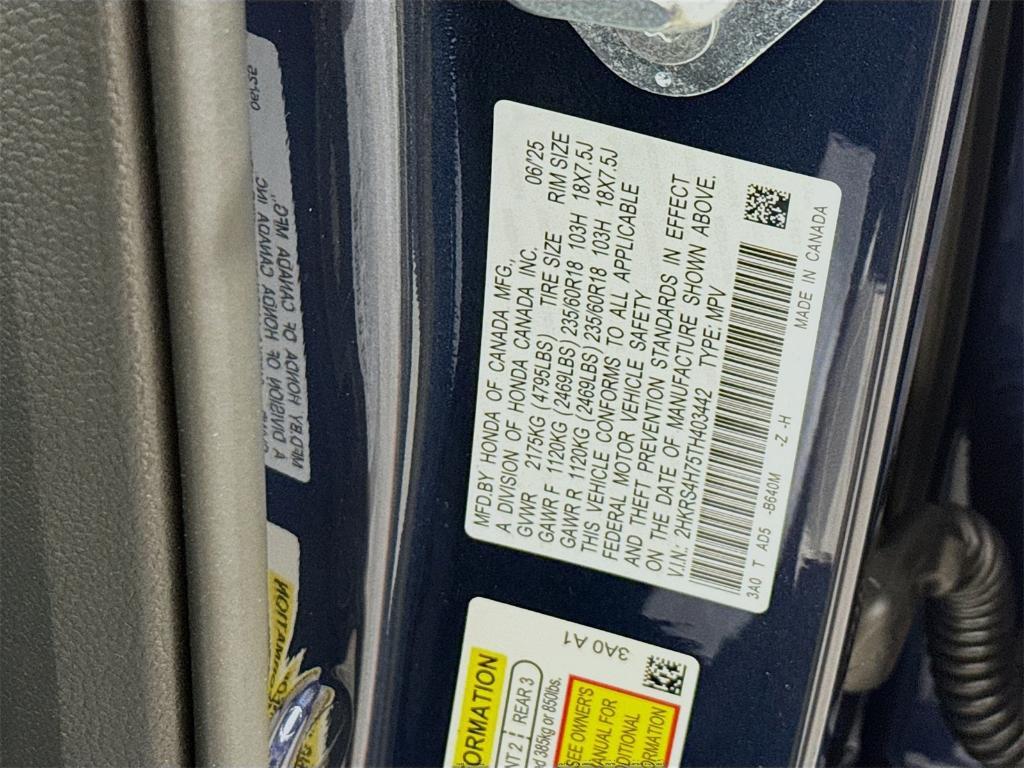 MFD.BY HONDA OF CANADA MFG., 06/25
A DIVISION OF HONDA CANADA INC.
GVWR 2175KG (4795LBS) TIRE SIZE RIM SIZE
GAWR F 1120KG (2469LBS) 235/60R18 103H 18X7.5J
GAWR R 1120KG (2469LBS) 235/60R18 103H 18X7.5J
THIS VEHICLE CONFORMS TO ALL APPLICABLE
FEDERAL MOTOR VEHICLE SAFETY
AND THEFT PREVENTION STANDARDS IN EFFECT
ON THE DATE OF MANUFACTURE SHOWN ABOVE.
V.I.N.: 2HKRS4H75TH403442 TYPE: MPV
3A0 T AD5 -B640M -Z -H
MADE IN CANADA
3A0 A1
ORMATION
NT 2 REAR 3
d 385kg or 850lbs.
SEE OWNER'S
ANUAL FOR
DITIONAL
ORMATION